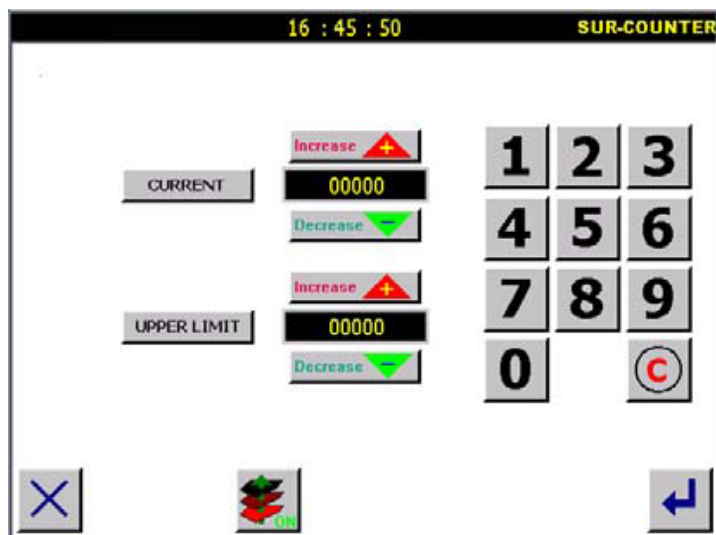 16 : 45 : 50 SUR-COUNTER
Increase +
CURRENT 00000
Decrease −
Increase +
UPPER LIMIT 00000
Decrease −
1 2 3
4 5 6
7 8 9
0 C
ON